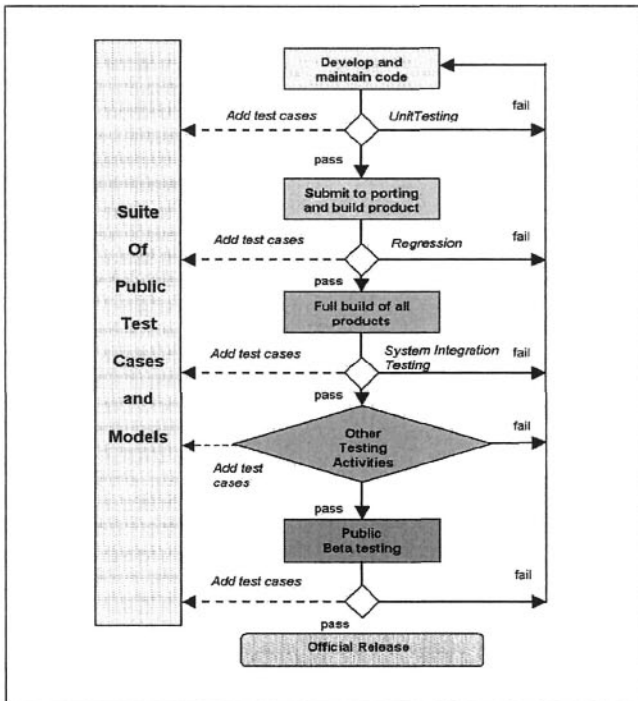 Develop and
maintain code
Add test cases
UnitTesting
fail
pass
Submit to porting
and build product
Suite
Of
Public
Test
Cases
and
Models
Add test cases
Regression
fail
pass
Full build of all
products
Add test cases
System Integration
Testing
fail
pass
Other
Testing
Activities
fail
Add test
cases
pass
Public
Beta testing
Add test cases
fail
pass
Official Release